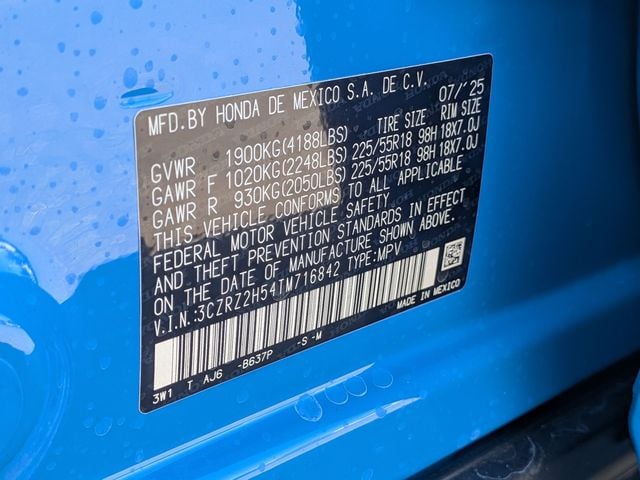 MFD.BY HONDA DE MEXICO S.A. DE C.V. 07/'25
GVWR 1900KG(4188LBS) TIRE SIZE RIM SIZE
GAWR F 1020KG(2248LBS) 225/55R18 98H 18X7.0J
GAWR R 930KG(2050LBS) 225/55R18 98H 18X7.0J
THIS VEHICLE CONFORMS TO ALL APPLICABLE
FEDERAL MOTOR VEHICLE SAFETY
AND THEFT PREVENTION STANDARDS IN EFFECT
ON THE DATE OF MANUFACTURE SHOWN ABOVE.
V.I.N.:3CZRZ2H54TM716842 TYPE:MPV
MADE IN MEXICO
3W1 T AJ6 -B637P -S -M